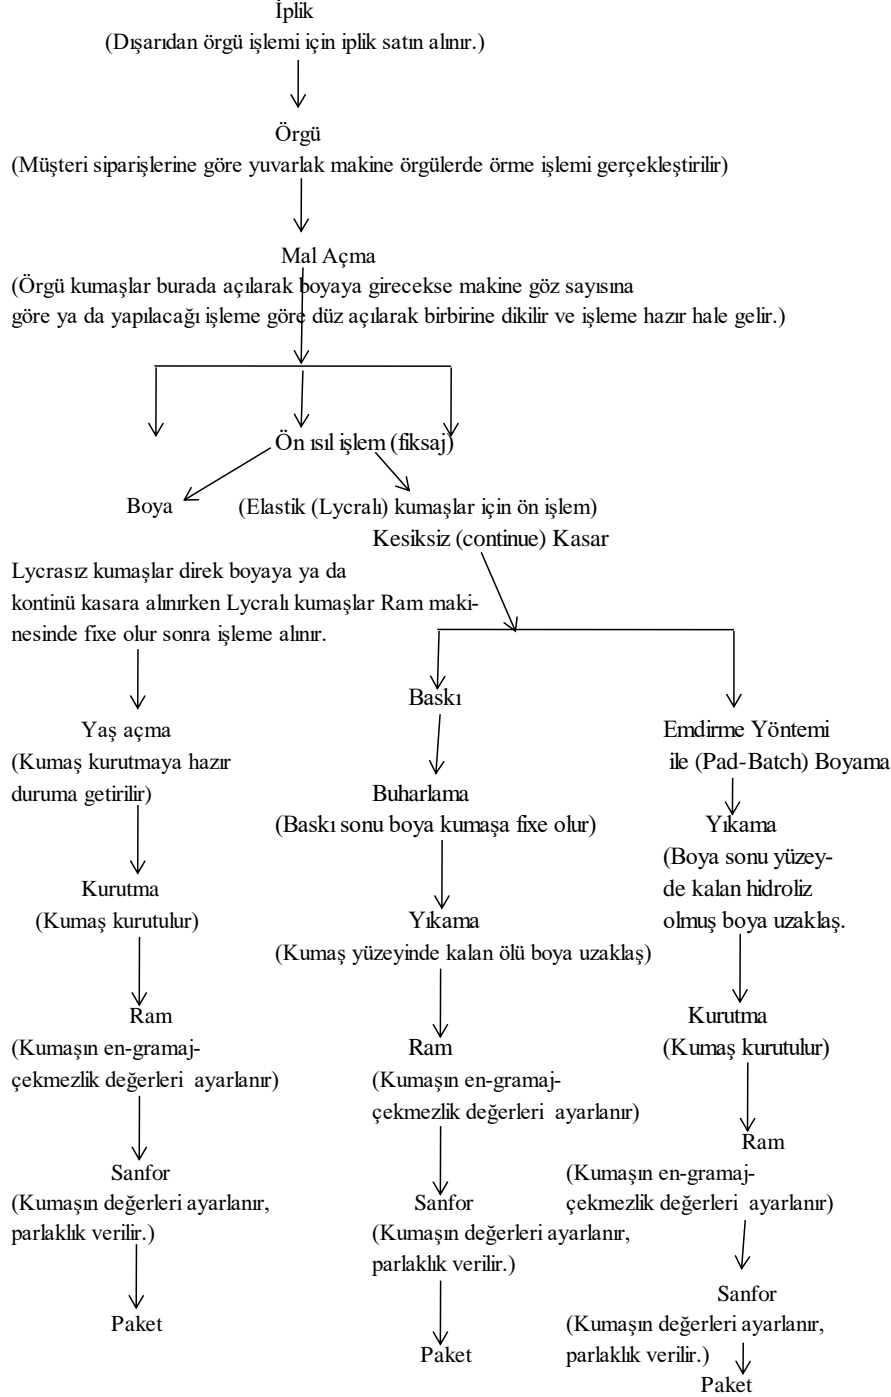 İplik
(Dışarıdan örgü işlemi için iplik satın alınır.)
Örgü
(Müşteri siparişlerine göre yuvarlak makine örgülerde örme işlemi gerçekleştirilir)
Mal Açma
(Örgü kumaşlar burada açılarak boyaya girecekse makine göz sayısına
göre ya da yapılacağı işleme göre düz açılarak birbirine dikilir ve işleme hazır hale gelir.)
Ön ısıl işlem (fiksaj)
Boya
(Elastik (Lycralı) kumaşlar için ön işlem)
Kesiksiz (continue) Kasar
Lycrasız kumaşlar direk boyaya ya da
kontinü kasara alınırken Lycralı kumaşlar Ram maki-
nesinde fixe olur sonra işleme alınır.
Yaş açma
(Kumaş kurutmaya hazır
duruma getirilir)
Kurutma
(Kumaş kurutulur)
Ram
(Kumaşın en-gramaj-
çekmezlik değerleri ayarlanır)
Sanfor
(Kumaşın değerleri ayarlanır,
parlaklık verilir.)
Paket
Baskı
Buharlama
(Baskı sonu boya kumaşa fixe olur)
Yıkama
(Kumaş yüzeyinde kalan ölü boya uzaklaş)
Ram
(Kumaşın en-gramaj-
çekmezlik değerleri ayarlanır)
Sanfor
(Kumaşın değerleri ayarlanır,
parlaklık verilir.)
Paket
Emdirme Yöntemi
ile (Pad-Batch) Boyama
Yıkama
(Boya sonu yüzey-
de kalan hidroliz
olmuş boya uzaklaş.
Kurutma
(Kumaş kurutulur)
Ram
(Kumaşın en-gramaj-
çekmezlik değerleri ayarlanır)
Sanfor
(Kumaşın değerleri ayarlanır,
parlaklık verilir.)
Paket